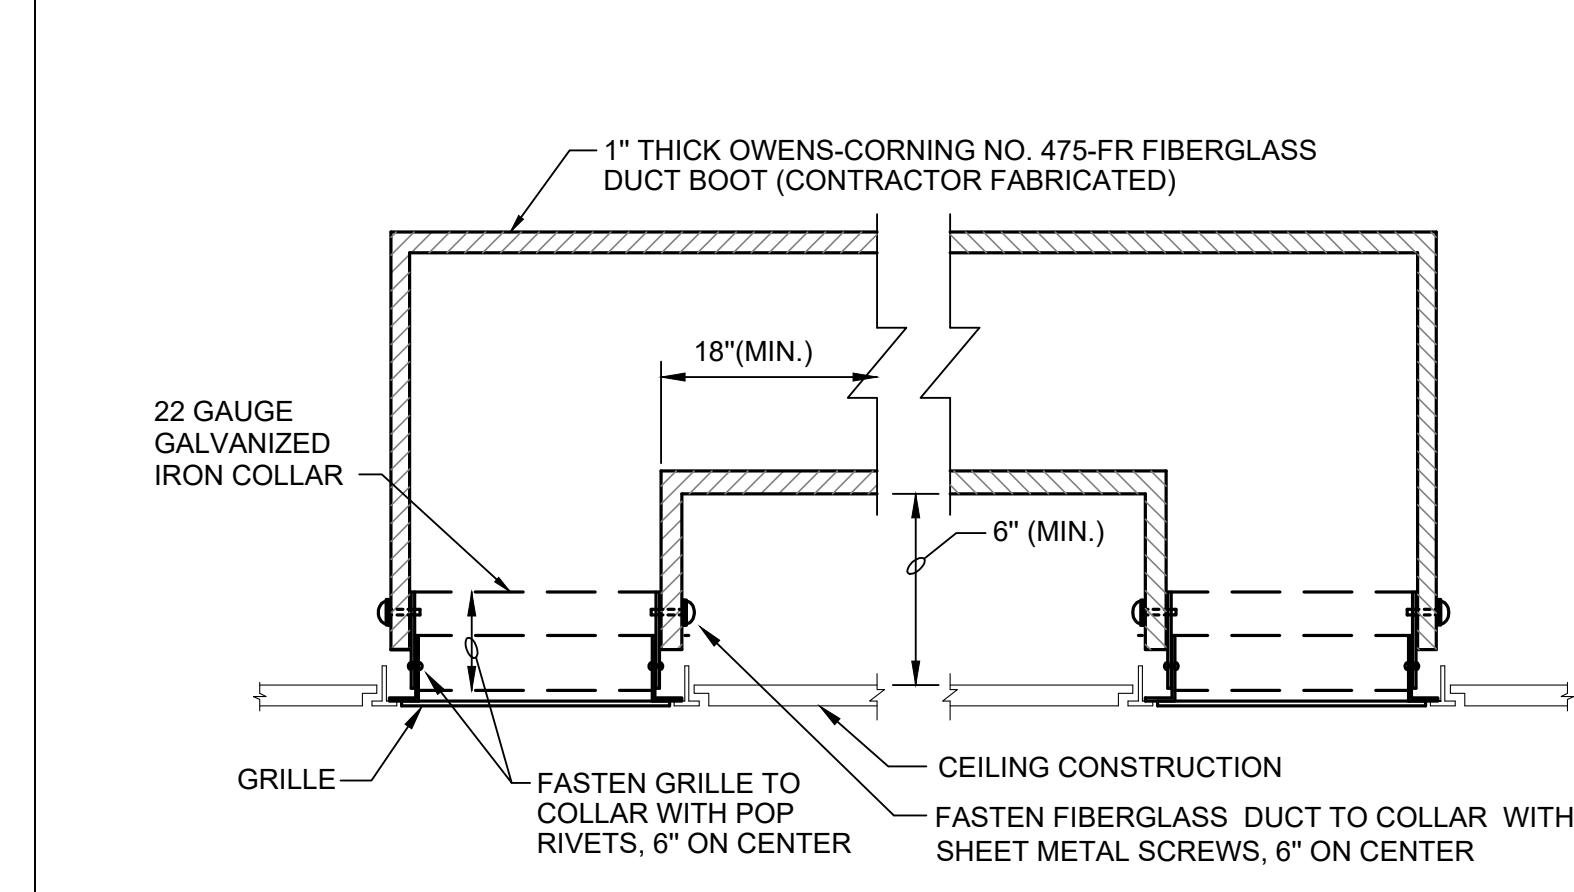 1" THICK OWENS-CORNING NO. 475-FR FIBERGLASS
DUCT BOOT (CONTRACTOR FABRICATED)
18"(MIN.)
22 GAUGE
GALVANIZED
IRON COLLAR
6" (MIN.)
GRILLE
FASTEN GRILLE TO
COLLAR WITH POP
RIVETS, 6" ON CENTER
CEILING CONSTRUCTION
FASTEN FIBERGLASS DUCT TO COLLAR WITH
SHEET METAL SCREWS, 6" ON CENTER